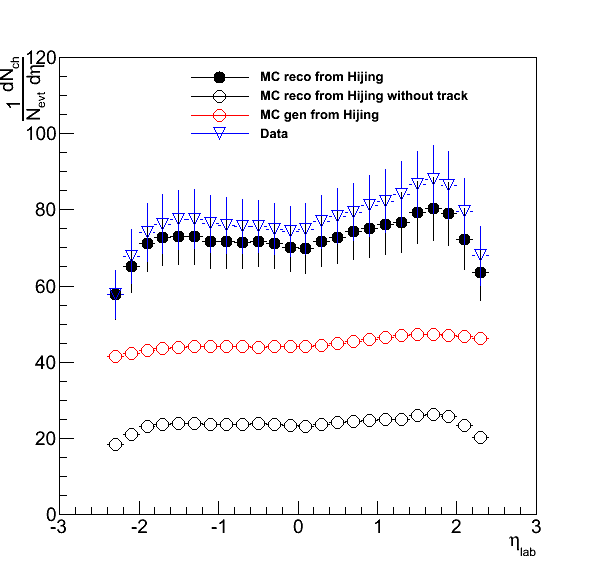 1 dN_ch
N_evt dη
120
100
80
60
40
20
0
MC reco from Hijing
MC reco from Hijing without track
MC gen from Hijing
Data
-3 -2 -1 0 1 2 3
η_lab